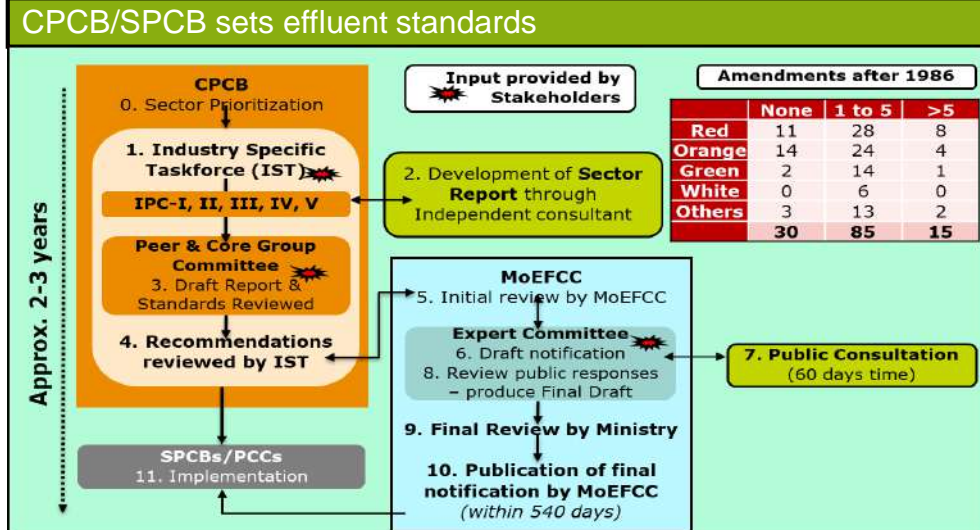 CPCB/SPCB sets effluent standards
Approx. 2-3 years
CPCB
0. Sector Prioritization
1. Industry Specific
Taskforce (IST)
IPC-I, II, III, IV, V
Peer & Core Group
Committee
3. Draft Report &
Standards Reviewed
4. Recommendations
reviewed by IST
SPCBs/PCCs
11. Implementation
Input provided by
Stakeholders
2. Development of Sector
Report through
Independent consultant
MoEFCC
5. Initial review by MoEFCC
Expert Committee
6. Draft notification
8. Review public responses
– produce Final Draft
9. Final Review by Ministry
10. Publication of final
notification by MoEFCC
(within 540 days)
7. Public Consultation
(60 days time)
Amendments after 1986
None 1 to 5 >5
Red 11 28 8
Orange 14 24 4
Green 2 14 1
White 0 6 0
Others 3 13 2
30 85 15